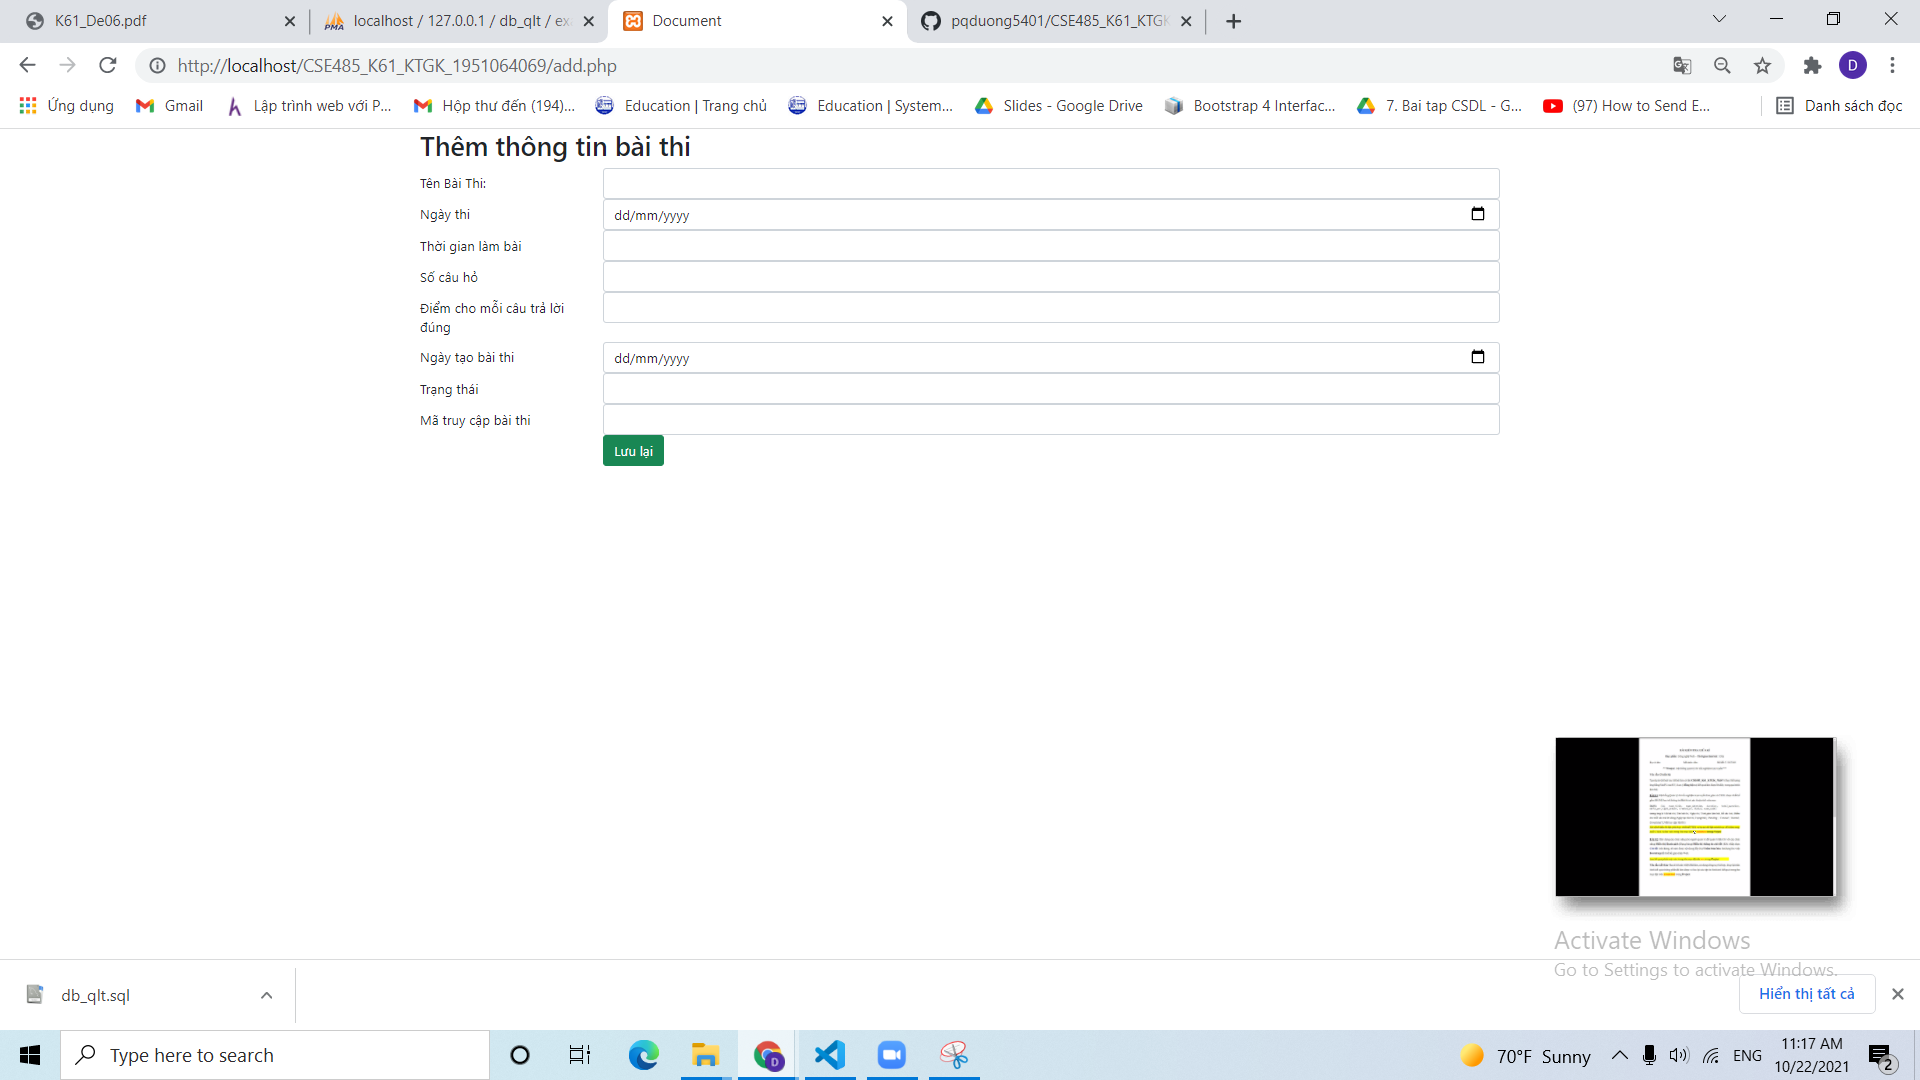 K61_De06.pdf
localhost / 127.0.0.1 / db_qlt / ex
Document
pqduong5401/CSE485_K61_KTGK
http://localhost/CSE485_K61_KTGK_1951064069/add.php
D
Ứng dụng
Gmail
Lập trình web với P...
Hộp thư đến (194)...
Education | Trang chủ
Education | System...
Slides - Google Drive
Bootstrap 4 Interfac...
7. Bai tap CSDL - G...
(97) How to Send E...
Danh sách đọc
Thêm thông tin bài thi
Tên Bài Thi:
Ngày thi
dd/mm/yyyy
Thời gian làm bài
Số câu hỏ
Điểm cho mỗi câu trả lời
đúng
Ngày tạo bài thi
dd/mm/yyyy
Trạng thái
Mã truy cập bài thi
Lưu lại
Activate Windows
Go to Settings to activate Windows.
db_qlt.sql
Hiển thị tất cả
Type here to search
70°F Sunny
ENG
11:17 AM
10/22/2021
2